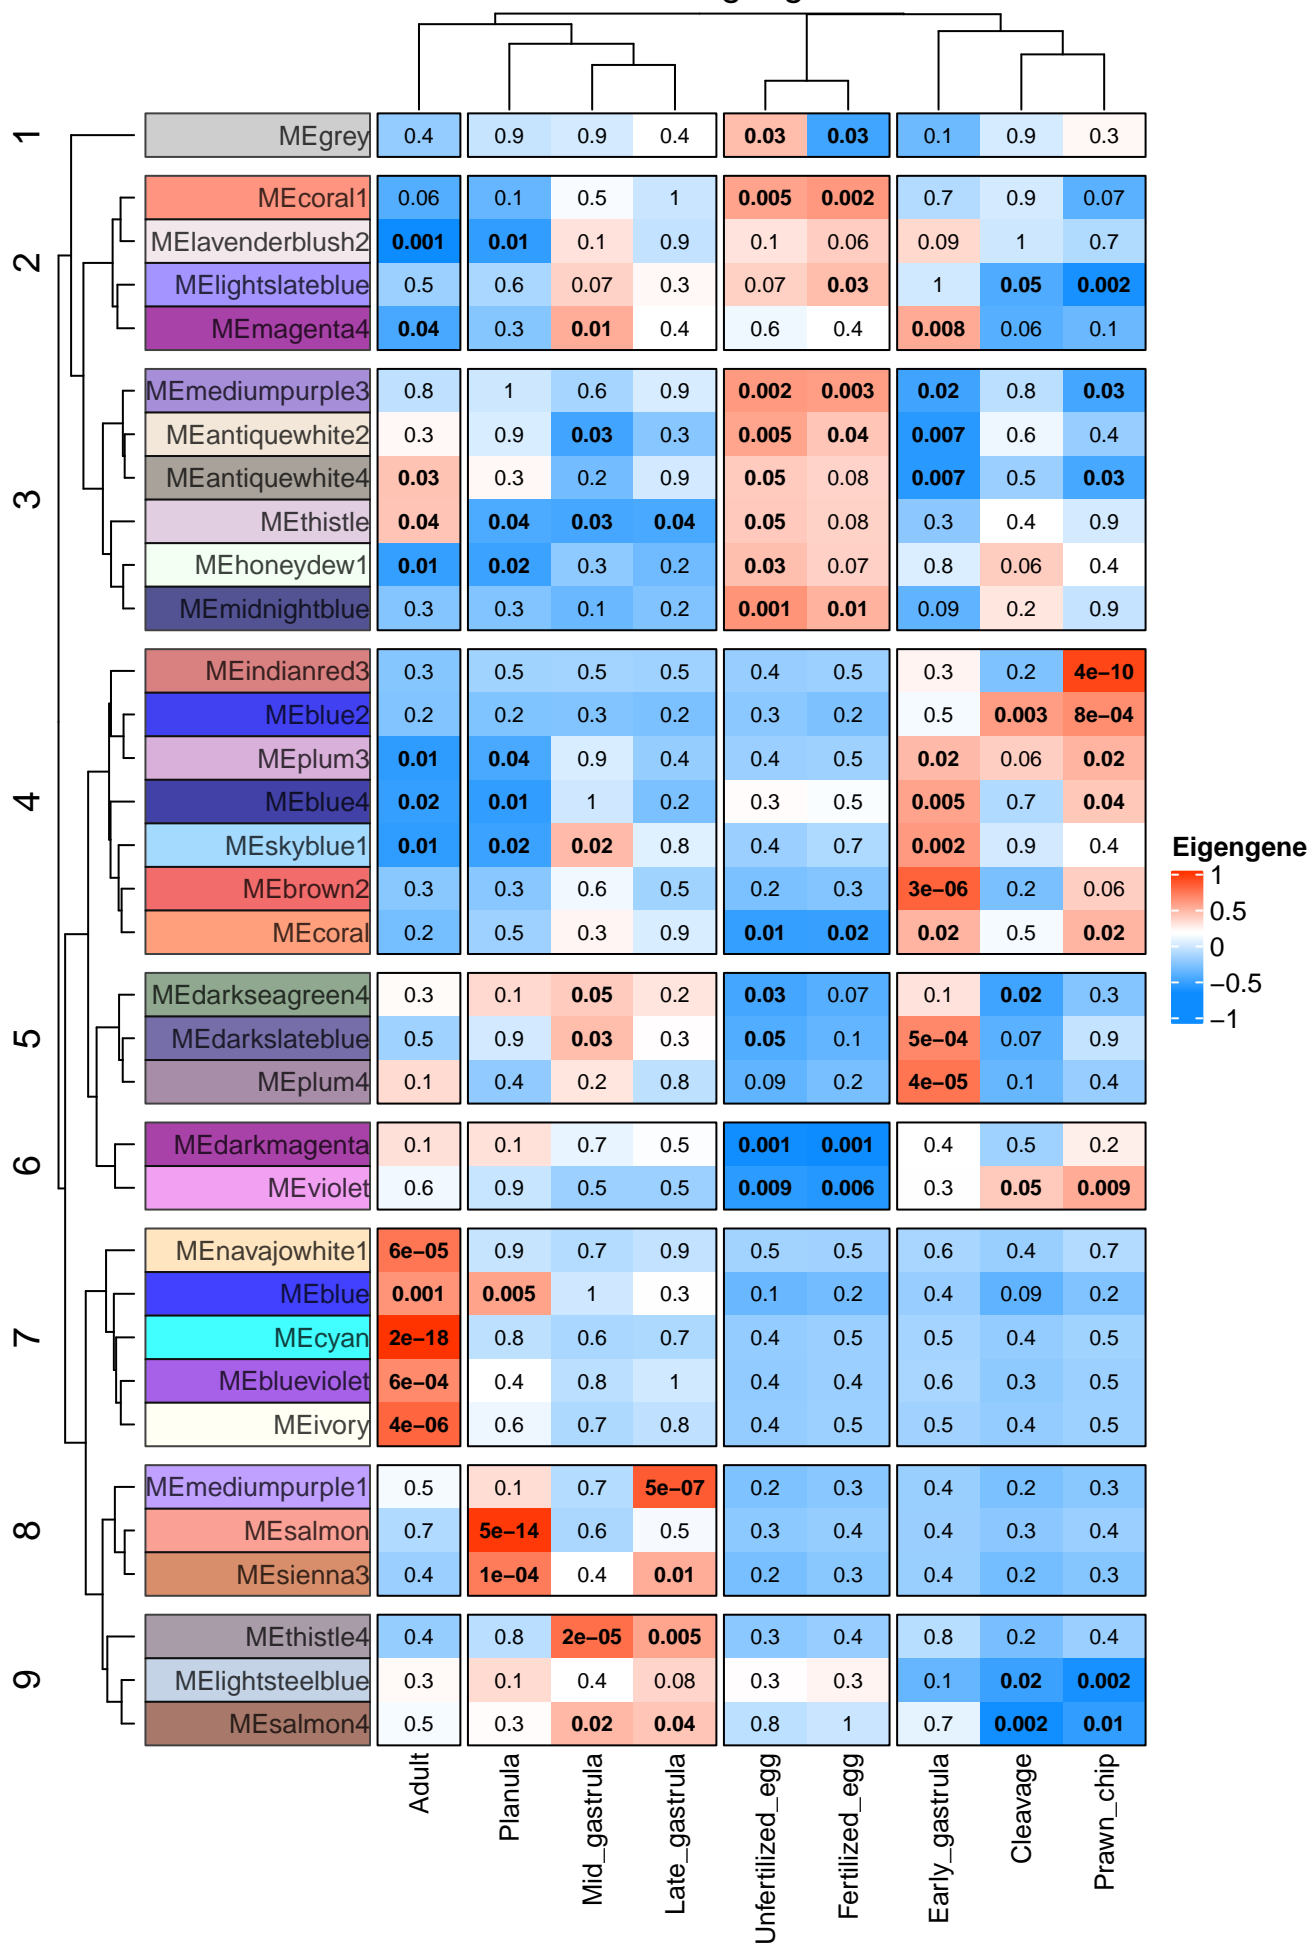 1
MEgrey 0.4 0.9 0.9 0.4 0.03 0.03 0.1 0.9 0.3
2
MEcoral1 0.06 0.1 0.5 1 0.005 0.002 0.7 0.9 0.07
MElavenderblush2 0.001 0.01 0.1 0.9 0.1 0.06 0.09 1 0.7
MElightslateblue 0.5 0.6 0.07 0.3 0.07 0.03 1 0.05 0.002
MEmagenta4 0.04 0.3 0.01 0.4 0.6 0.4 0.008 0.06 0.1
3
MEmediumpurple3 0.8 1 0.6 0.9 0.002 0.003 0.02 0.8 0.03
MEantiquewhite2 0.3 0.9 0.03 0.3 0.005 0.04 0.007 0.6 0.4
MEantiquewhite4 0.03 0.3 0.2 0.9 0.05 0.08 0.007 0.5 0.03
MEthistle 0.04 0.04 0.03 0.04 0.05 0.08 0.3 0.4 0.9
MEhoneydew1 0.01 0.02 0.3 0.2 0.03 0.07 0.8 0.06 0.4
MEmidnightblue 0.3 0.3 0.1 0.2 0.001 0.01 0.09 0.2 0.9
4
MEindianred3 0.3 0.5 0.5 0.5 0.4 0.5 0.3 0.2 4e−10
MEblue2 0.2 0.2 0.3 0.2 0.3 0.2 0.5 0.003 8e−04
MEplum3 0.01 0.04 0.9 0.4 0.4 0.5 0.02 0.06 0.02
MEblue4 0.02 0.01 1 0.2 0.3 0.5 0.005 0.7 0.04
MEskyblue1 0.01 0.02 0.02 0.8 0.4 0.7 0.002 0.9 0.4
MEbrown2 0.3 0.3 0.6 0.5 0.2 0.3 3e−06 0.2 0.06
MEcoral 0.2 0.5 0.3 0.9 0.01 0.02 0.02 0.5 0.02
5
MEdarkseagreen4 0.3 0.1 0.05 0.2 0.03 0.07 0.1 0.02 0.3
MEdarkslateblue 0.5 0.9 0.03 0.3 0.05 0.1 5e−04 0.07 0.9
MEplum4 0.1 0.4 0.2 0.8 0.09 0.2 4e−05 0.1 0.4
6
MEdarkmagenta 0.1 0.1 0.7 0.5 0.001 0.001 0.4 0.5 0.2
MEviolet 0.6 0.9 0.5 0.5 0.009 0.006 0.3 0.05 0.009
7
MEnavajowhite1 6e−05 0.9 0.7 0.9 0.5 0.5 0.6 0.4 0.7
MEblue 0.001 0.005 1 0.3 0.1 0.2 0.4 0.09 0.2
MEcyan 2e−18 0.8 0.6 0.7 0.4 0.5 0.5 0.4 0.5
MEblueviolet 6e−04 0.4 0.8 1 0.4 0.4 0.6 0.3 0.5
MEivory 4e−06 0.6 0.7 0.8 0.4 0.5 0.5 0.4 0.5
8
MEmediumpurple1 0.5 0.1 0.7 5e−07 0.2 0.3 0.4 0.2 0.3
MEsalmon 0.7 5e−14 0.6 0.5 0.3 0.4 0.4 0.3 0.4
MEsienna3 0.4 1e−04 0.4 0.01 0.2 0.3 0.4 0.2 0.3
9
MEthistle4 0.4 0.8 2e−05 0.005 0.3 0.4 0.8 0.2 0.4
MElightsteelblue 0.3 0.1 0.4 0.08 0.3 0.3 0.1 0.02 0.002
MEsalmon4 0.5 0.3 0.02 0.04 0.8 1 0.7 0.002 0.01
Adult
Planula
Mid_gastrula
Late_gastrula
Unfertilized_egg
Fertilized_egg
Early_gastrula
Cleavage
Prawn_chip
Eigengene
1
0.5
0
−0.5
−1